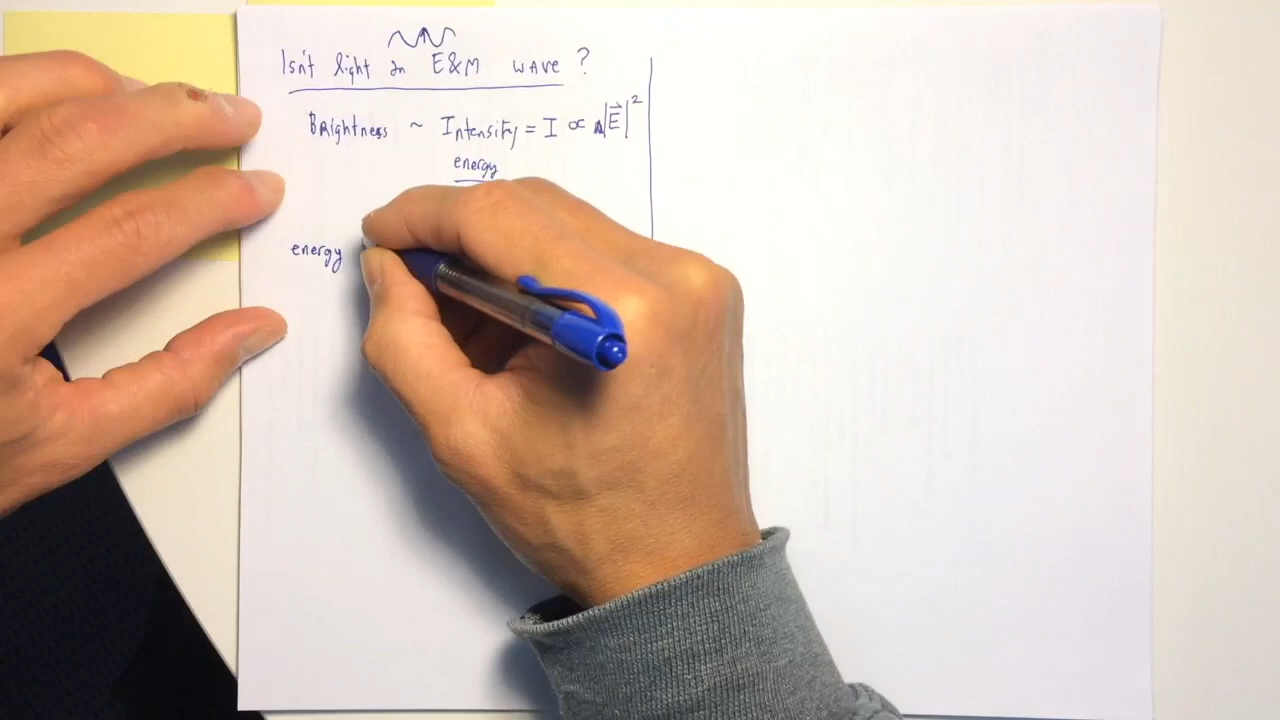 Isn't light an E&M wave ?
Brightness ~ Intensity = I ∝ |E⃗|²
energy
energy